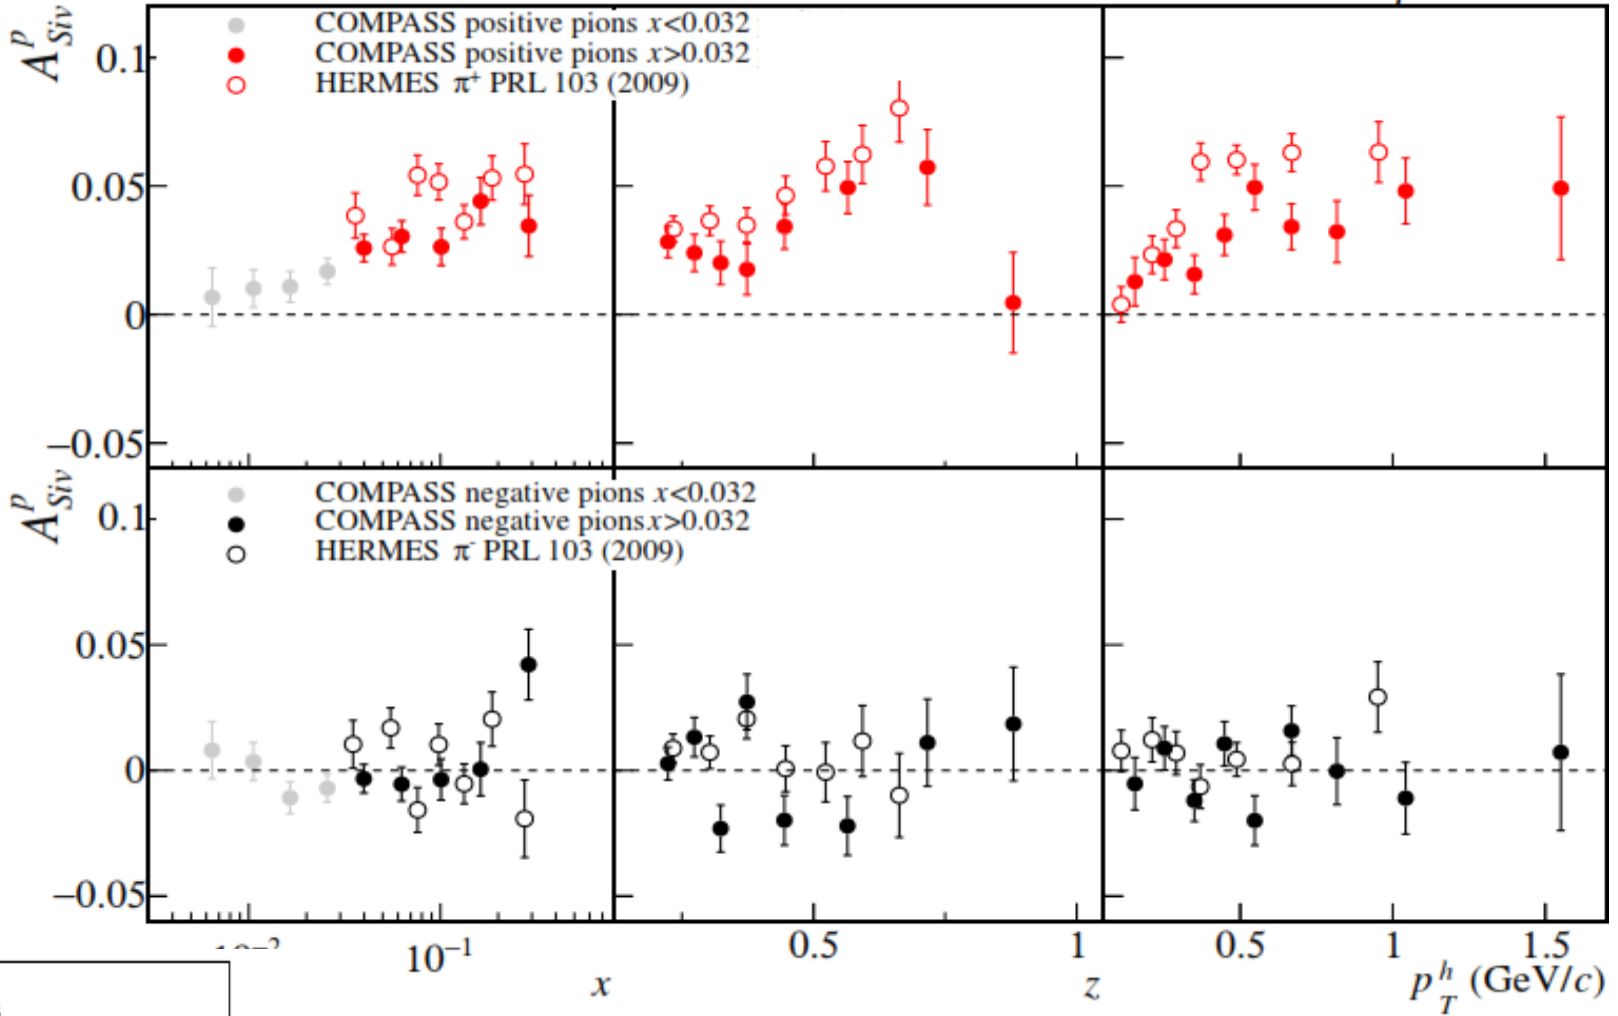 A^p_Siv
COMPASS positive pions x<0.032
COMPASS positive pions x>0.032
HERMES π⁺ PRL 103 (2009)
0.1
0.05
0
−0.05
A^p_Siv
COMPASS negative pions x<0.032
COMPASS negative pions x>0.032
HERMES π⁻ PRL 103 (2009)
0.1
0.05
0
−0.05
10⁻¹ 0.5 1 0.5 1 1.5
x z p_T^h (GeV/c)